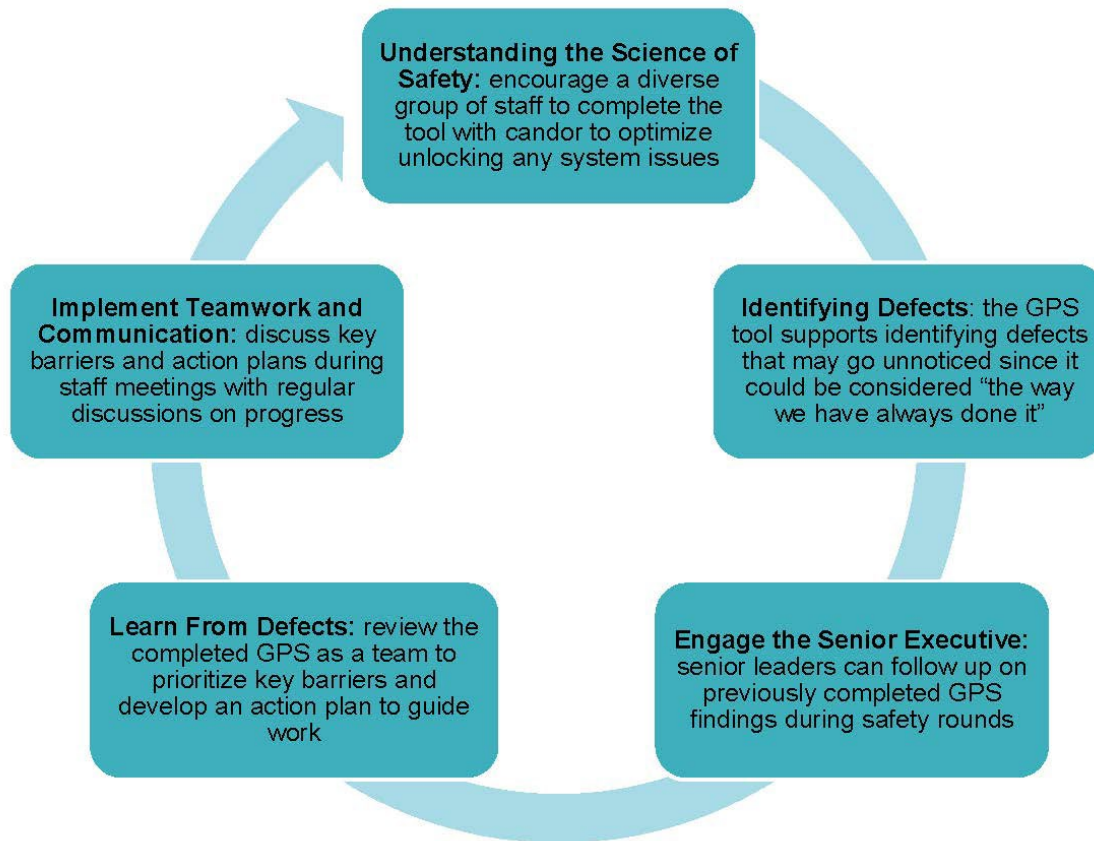 Understanding the Science of
Safety: encourage a diverse
group of staff to complete the
tool with candor to optimize
unlocking any system issues
Identifying Defects: the GPS
tool supports identifying defects
that may go unnoticed since it
could be considered “the way
we have always done it”
Engage the Senior Executive:
senior leaders can follow up on
previously completed GPS
findings during safety rounds
Learn From Defects: review the
completed GPS as a team to
prioritize key barriers and
develop an action plan to guide
work
Implement Teamwork and
Communication: discuss key
barriers and action plans during
staff meetings with regular
discussions on progress